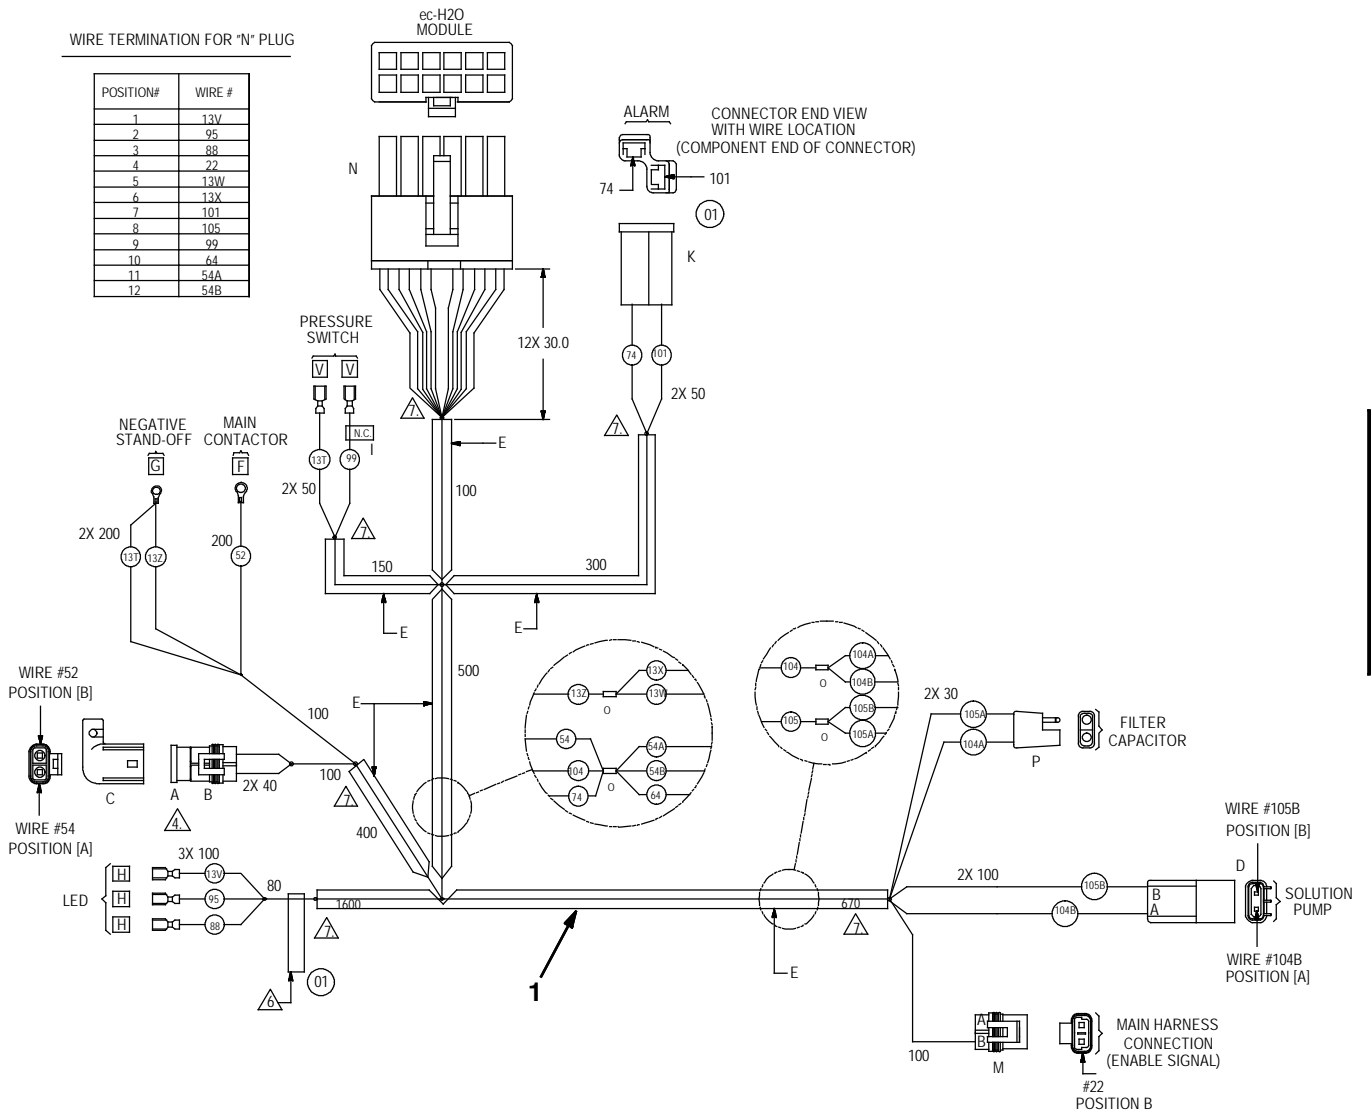 ec-H2O
MODULE
WIRE TERMINATION FOR "N" PLUG
POSITION# WIRE #
1 13V
2 95
3 88
4 22
5 13W
6 13X
7 101
8 105
9 99
10 64
11 54A
12 54B
N
ALARM
CONNECTOR END VIEW
WITH WIRE LOCATION
(COMPONENT END OF CONNECTOR)
74
101
01
K
PRESSURE
SWITCH
V V
12X 30.0
74 101
2X 50
7.
7.
NEGATIVE
STAND-OFF
MAIN
CONTACTOR
G
F
N.C.
I
E
13T 99
2X 50
100
7.
2X 200
200
13T 13Z
52
150
300
E
E
WIRE #52
POSITION [B]
500
E
100
13X
13Z
13W
O
54
54A
104
54B
74
64
O
104A
104
104B
O
105B
105
105A
O
2X 30
105A
104A
P
FILTER
CAPACITOR
C
A
B
2X 40
100
4.
7.
400
WIRE #54
POSITION [A]
WIRE #105B
POSITION [B]
D
3X 100
LED
H 13V
H 95
H 88
80
1600
7.
670
7.
2X 100
105B
104B
B
A
SOLUTION
PUMP
WIRE #104B
POSITION [A]
6
01
1
E
100
A
B
M
MAIN HARNESS
CONNECTION
(ENABLE SIGNAL)
#22
POSITION B